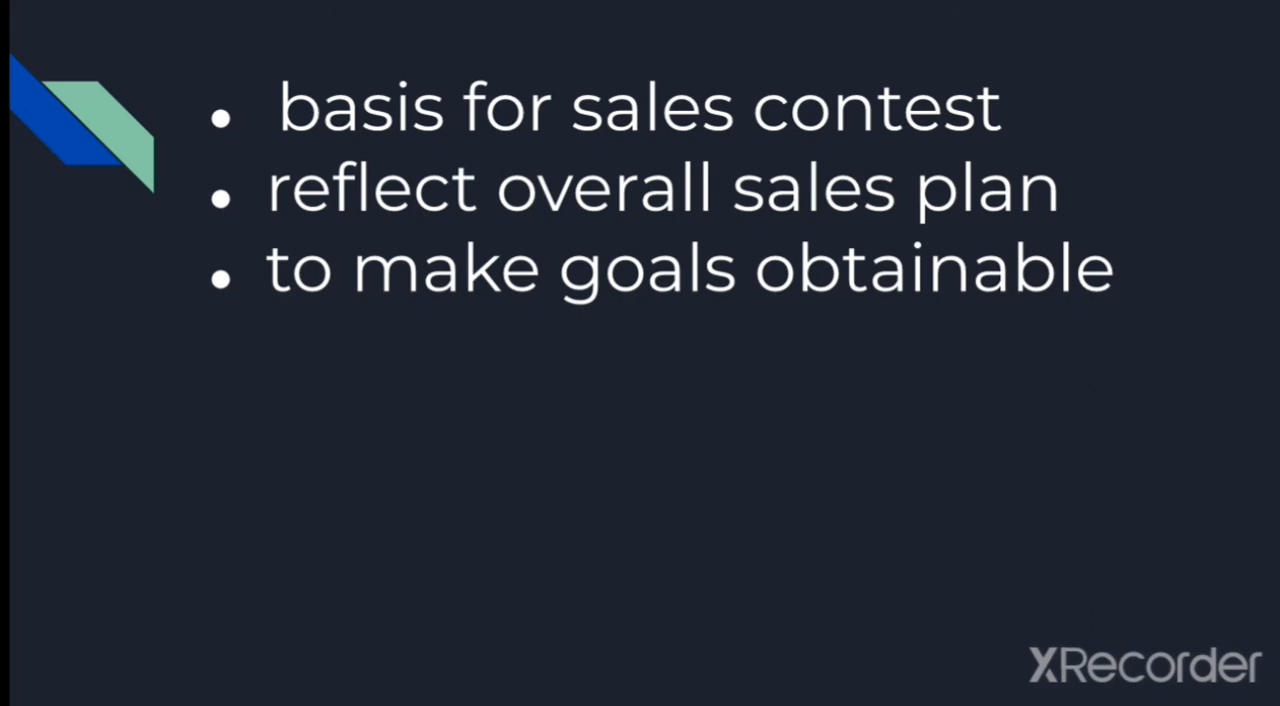 • basis for sales contest
• reflect overall sales plan
• to make goals obtainable
XRecorder